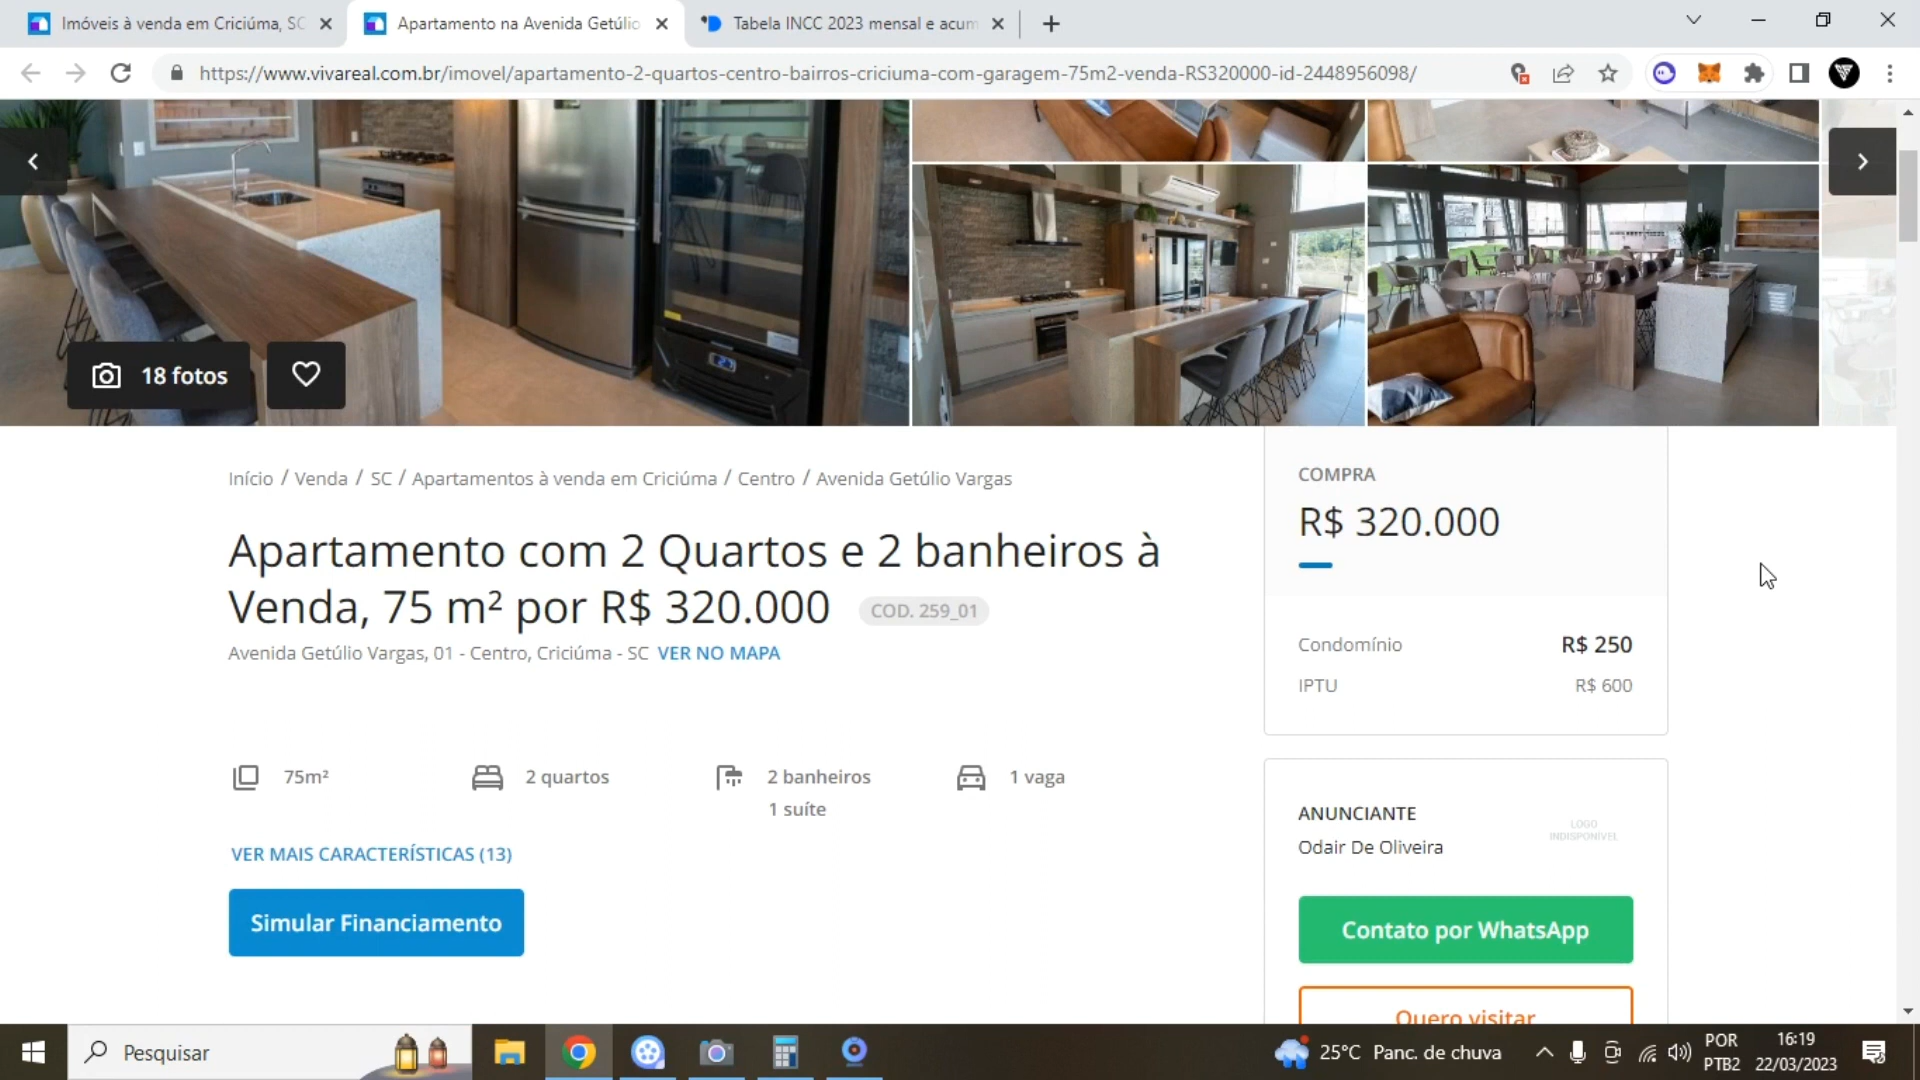 Imóveis à venda em Criciúma, SC
Apartamento na Avenida Getúlio
Tabela INCC 2023 mensal e acum
https://www.vivareal.com.br/imovel/apartamento-2-quartos-centro-bairros-criciuma-com-garagem-75m2-venda-RS320000-id-2448956098/
18 fotos
Início / Venda / SC / Apartamentos à venda em Criciúma / Centro / Avenida Getúlio Vargas
Apartamento com 2 Quartos e 2 banheiros à
Venda, 75 m² por R$ 320.000 COD. 259_01
Avenida Getúlio Vargas, 01 - Centro, Criciúma - SC VER NO MAPA
75m² 2 quartos 2 banheiros 1 vaga
1 suíte
VER MAIS CARACTERÍSTICAS (13)
Simular Financiamento
COMPRA
R$ 320.000
Condomínio R$ 250
IPTU R$ 600
ANUNCIANTE
Odair De Oliveira
LOGO
INDISPONÍVEL
Contato por WhatsApp
Quero visitar
Pesquisar
25°C Panc. de chuva
POR
PTB2
16:19
22/03/2023